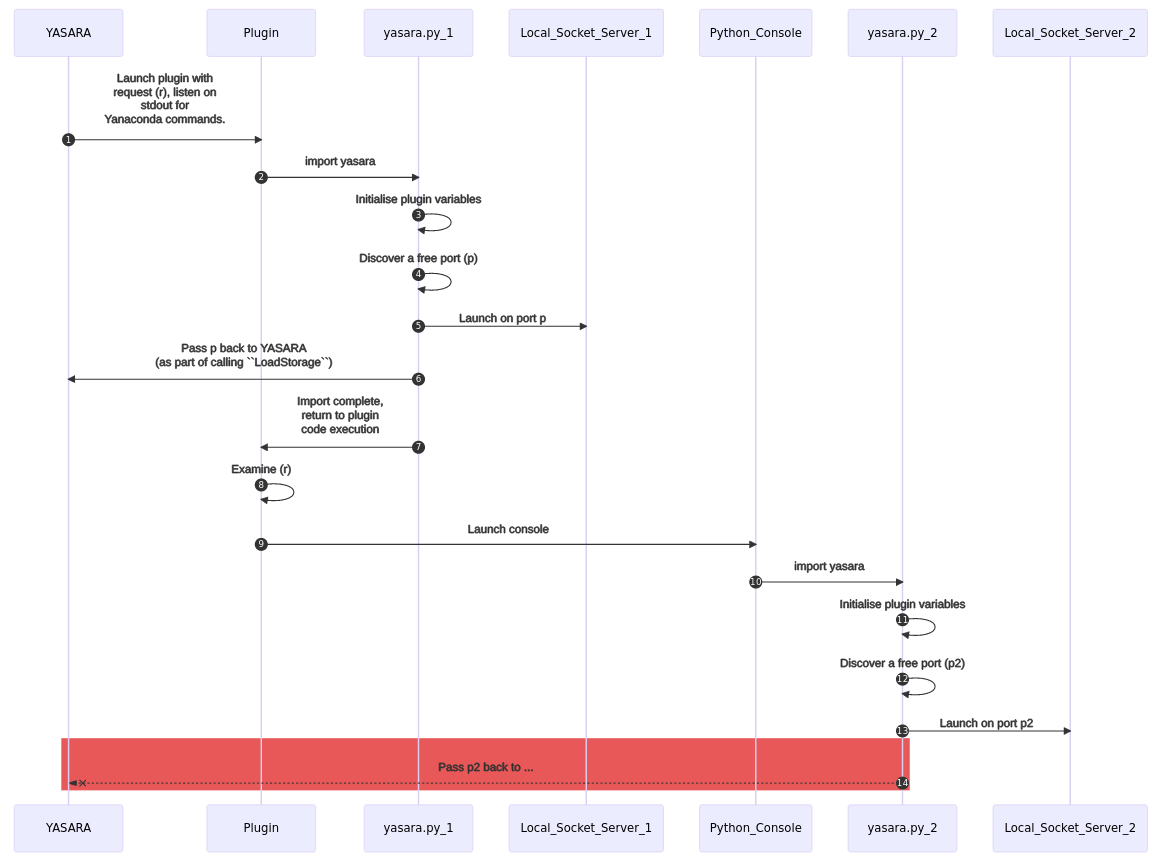 YASARA
Plugin
yasara.py_1
Local_Socket_Server_1
Python_Console
yasara.py_2
Local_Socket_Server_2
Launch plugin with
request (r), listen on
stdout for
Yanaconda commands.
1
import yasara
2
Initialise plugin variables
3
Discover a free port (p)
4
Launch on port p
5
Pass p back to YASARA
(as part of calling ``LoadStorage``)
6
Import complete,
return to plugin
code execution
7
Examine (r)
8
Launch console
9
import yasara
10
Initialise plugin variables
11
Discover a free port (p2)
12
Launch on port p2
13
Pass p2 back to ...
14
YASARA
Plugin
yasara.py_1
Local_Socket_Server_1
Python_Console
yasara.py_2
Local_Socket_Server_2